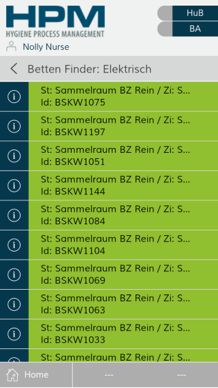 HPM
HYGIENE PROCESS MANAGEMENT
HuB
BA
Nolly Nurse
Betten Finder: Elektrisch
St: Sammelraum BZ Rein / Zi: S...
Id: BSKW1075
St: Sammelraum BZ Rein / Zi: S...
Id: BSKW1197
St: Sammelraum BZ Rein / Zi: S...
Id: BSKW1051
St: Sammelraum BZ Rein / Zi: S...
Id: BSKW1144
St: Sammelraum BZ Rein / Zi: S...
Id: BSKW1084
St: Sammelraum BZ Rein / Zi: S...
Id: BSKW1104
St: Sammelraum BZ Rein / Zi: S...
Id: BSKW1069
St: Sammelraum BZ Rein / Zi: S...
Id: BSKW1063
St: Sammelraum BZ Rein / Zi: S...
Id: BSKW1033
St: Sammelraum BZ Rein / Zi: S...
Home
---
---